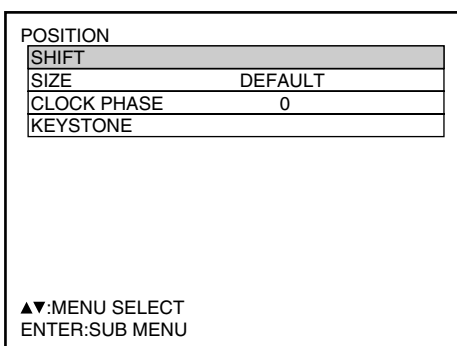 POSITION
SHIFT
SIZE DEFAULT
CLOCK PHASE 0
KEYSTONE
▲▼:MENU SELECT
ENTER:SUB MENU